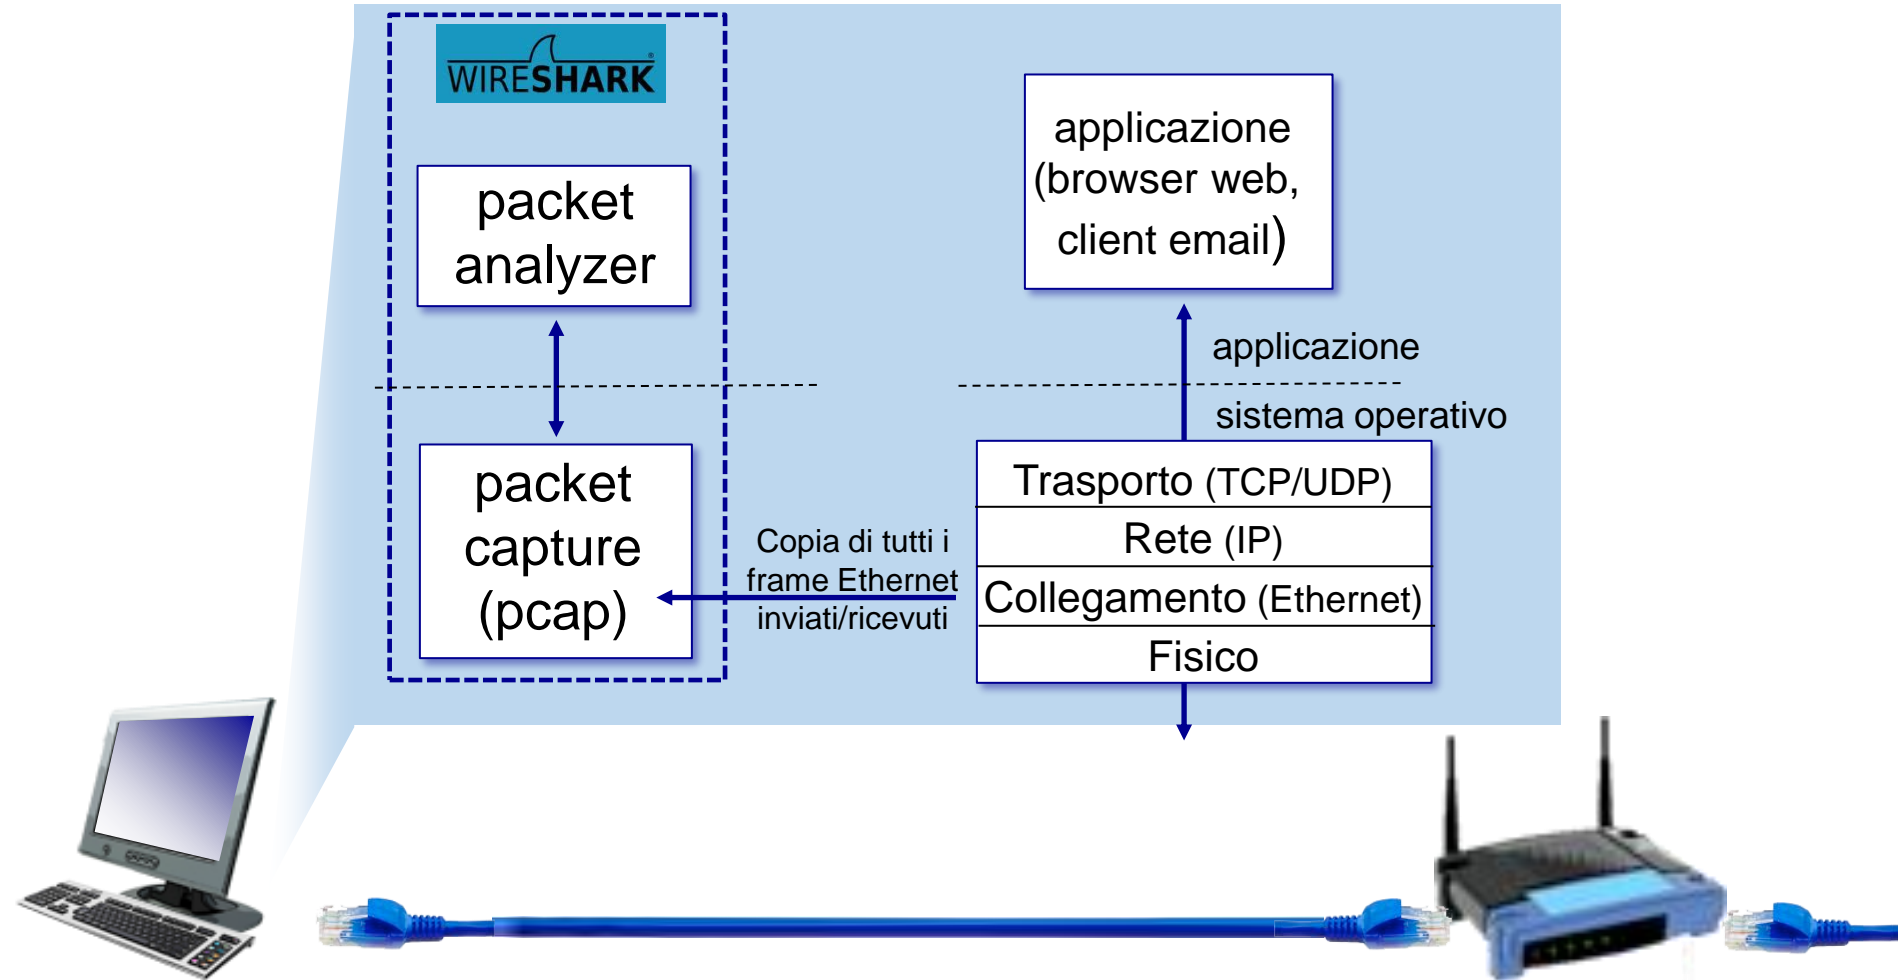 WIRESHARK®
packet
analyzer
packet
capture
(pcap)
Copia di tutti i
frame Ethernet
inviati/ricevuti
applicazione
(browser web,
client email)
applicazione
sistema operativo
Trasporto (TCP/UDP)
Rete (IP)
Collegamento (Ethernet)
Fisico